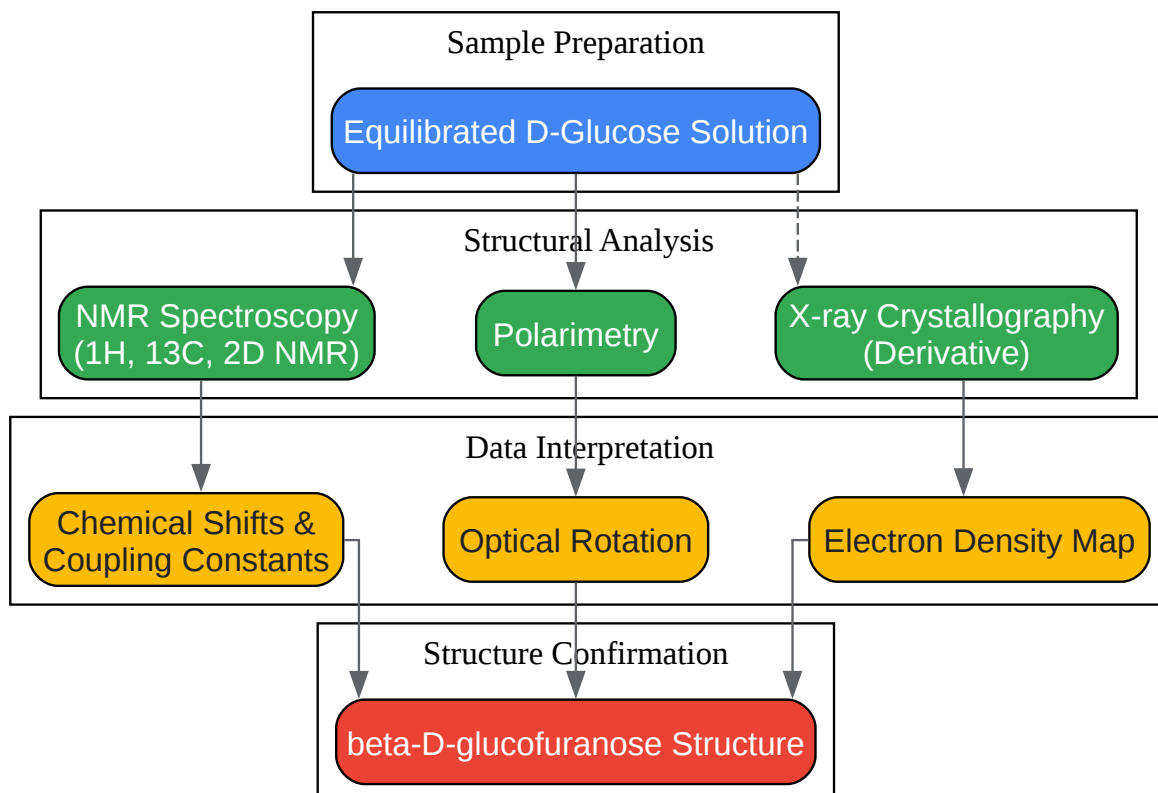 Sample Preparation
Equilibrated D-Glucose Solution
Structural Analysis
NMR Spectroscopy
(1H, 13C, 2D NMR)
Polarimetry
X-ray Crystallography
(Derivative)
Data Interpretation
Chemical Shifts &
Coupling Constants
Optical Rotation
Electron Density Map
Structure Confirmation
beta-D-glucofuranose Structure